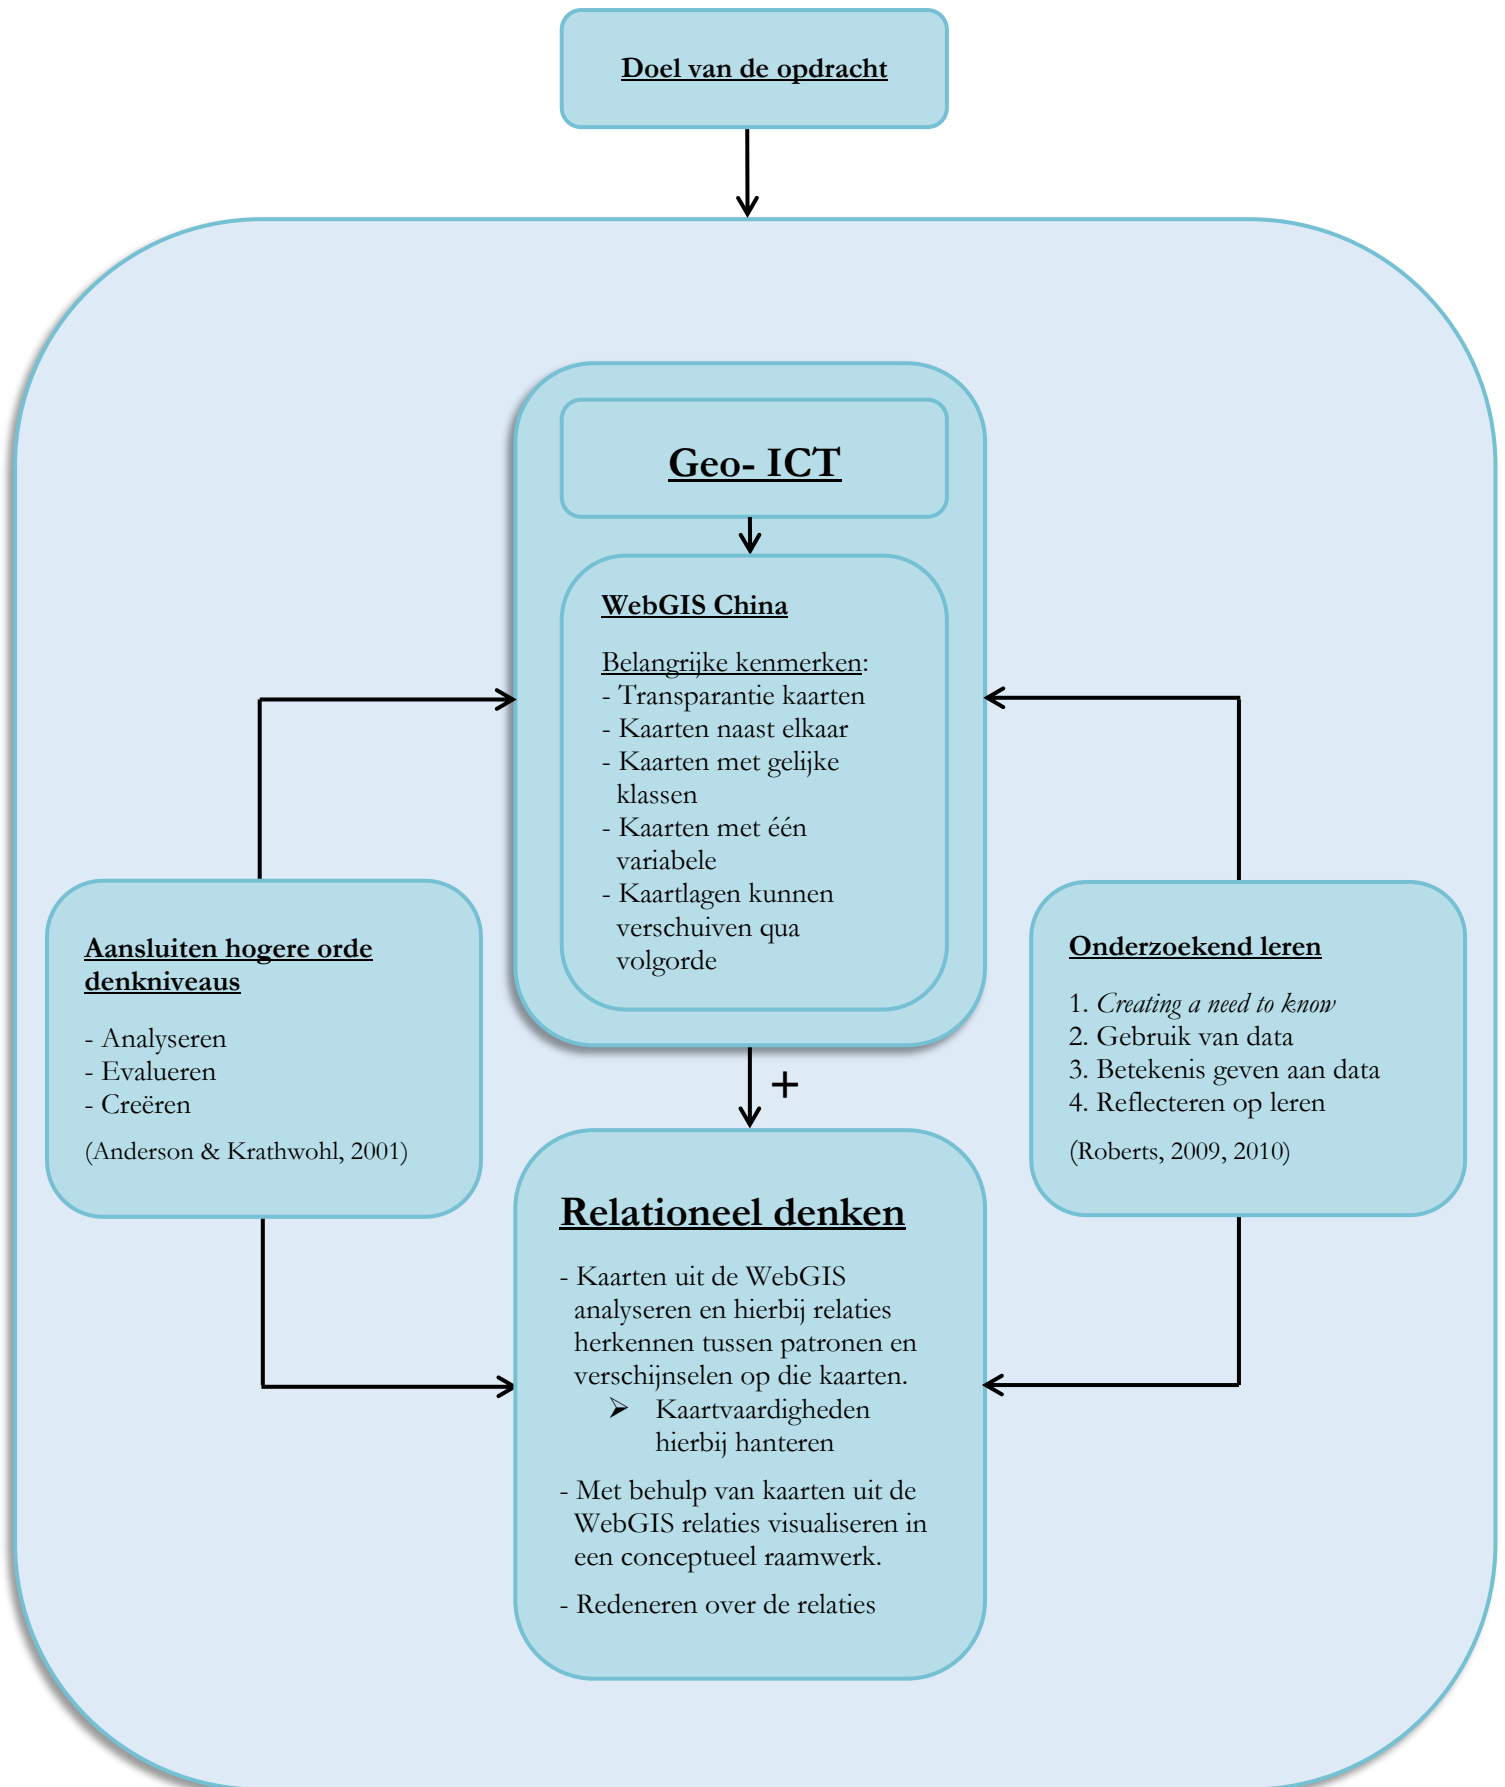 Doel van de opdracht
Geo- ICT
WebGIS China
Belangrijke kenmerken:
- Transparantie kaarten
- Kaarten naast elkaar
- Kaarten met gelijke
klassen
- Kaarten met één
variabele
- Kaartlagen kunnen
verschuiven qua
volgorde
Aansluiten hogere orde
denkniveaus
- Analyseren
- Evalueren
- Creëren
(Anderson & Krathwohl, 2001)
Onderzoekend leren
1. Creating a need to know
2. Gebruik van data
3. Betekenis geven aan data
4. Reflecteren op leren
(Roberts, 2009, 2010)
+
Relationeel denken
- Kaarten uit de WebGIS
analyseren en hierbij relaties
herkennen tussen patronen en
verschijnselen op die kaarten.
➢ Kaartvaardigheden
hierbij hanteren
- Met behulp van kaarten uit de
WebGIS relaties visualiseren in
een conceptueel raamwerk.
- Redeneren over de relaties